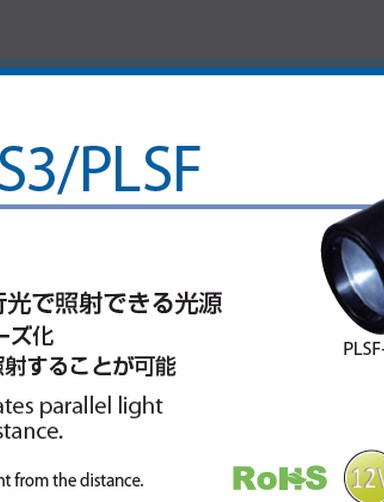 S3/PLSF
行光で照射できる光源
ーズ化
照射することが可能
PLSF-
ates parallel light
stance.
nt from the distance.
RoHS
12V